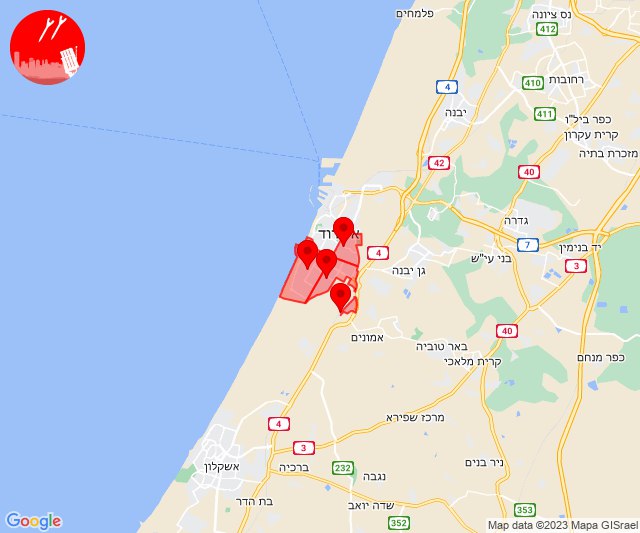 פלמחים
נס ציונה
412
רחובות
410
4
יבנה
411
כפר ביל"ו
קרית עקרון
מזכרת בתיה
42
40
גדרה
7
יד בנימין
4
גן יבנה
בני עי"ש
3
40
אמונים
באר טוביה
קרית מלאכי
כפר מנחם
מרכז שפירא
4
3
אשקלון
ברכיה
232
נגבה
ניר בנים
בת הדר
שדה יואב
353
352
Google
Map data ©2023 Mapa GISrael